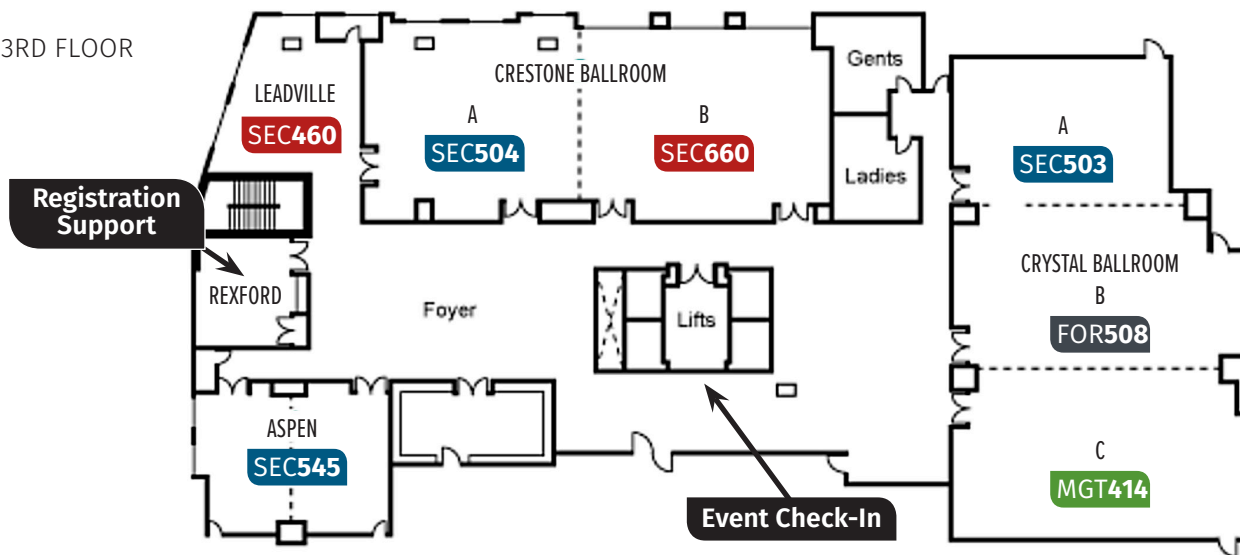 3RD FLOOR
LEADVILLE
SEC460
CRESTONE BALLROOM
A
SEC504
B
SEC660
Gents
Ladies
A
SEC503
Registration
Support
REXFORD
Foyer
Lifts
CRYSTAL BALLROOM
B
FOR508
ASPEN
SEC545
Event Check-In
C
MGT414